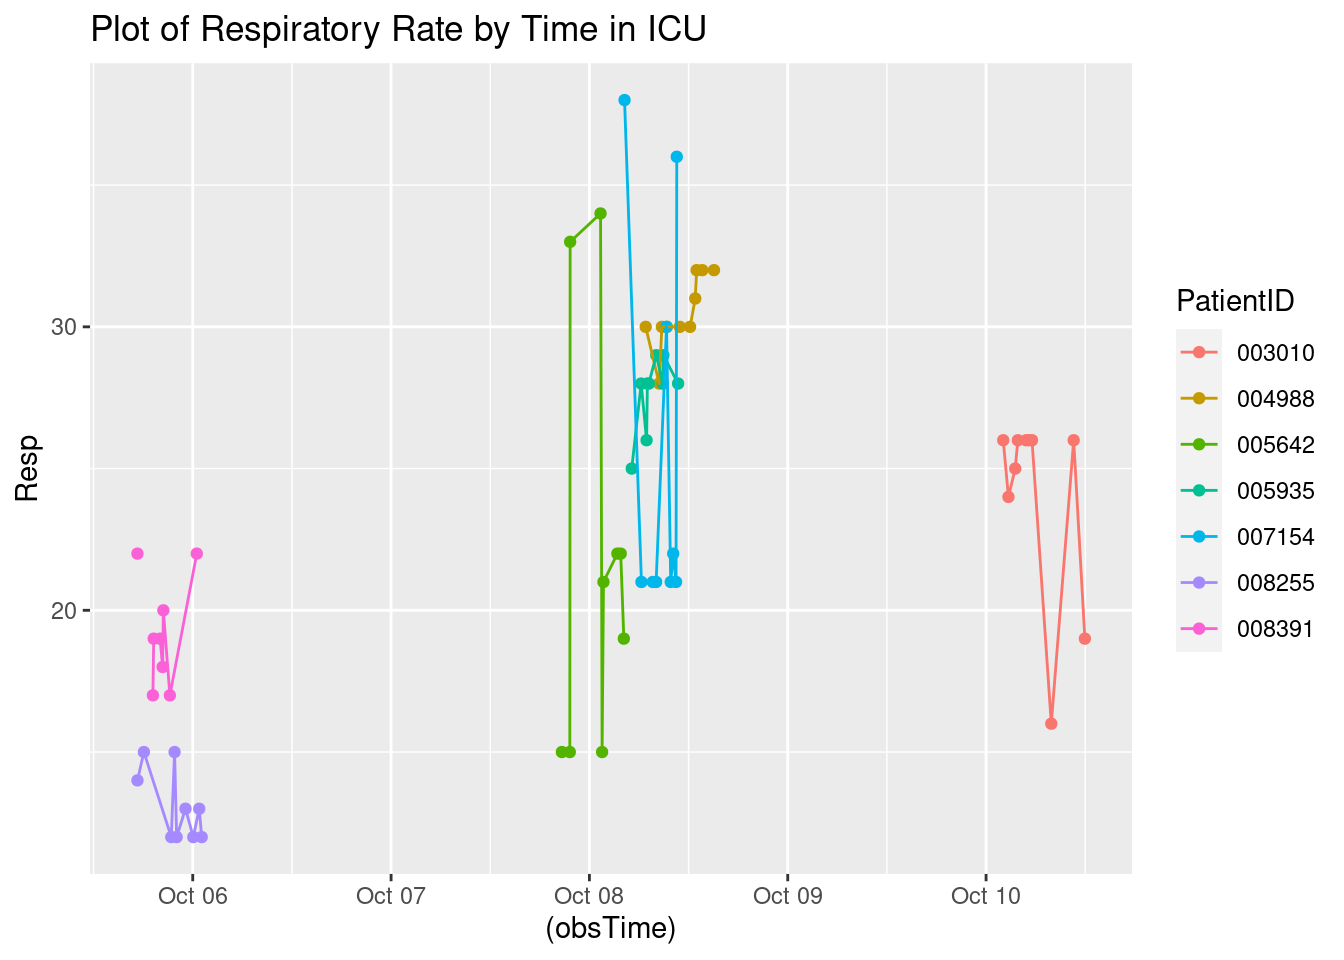 Plot of Respiratory Rate by Time in ICU
Resp
30
20
Oct 06
Oct 07
Oct 08
Oct 09
Oct 10
(obsTime)
PatientID
003010
004988
005642
005935
007154
008255
008391